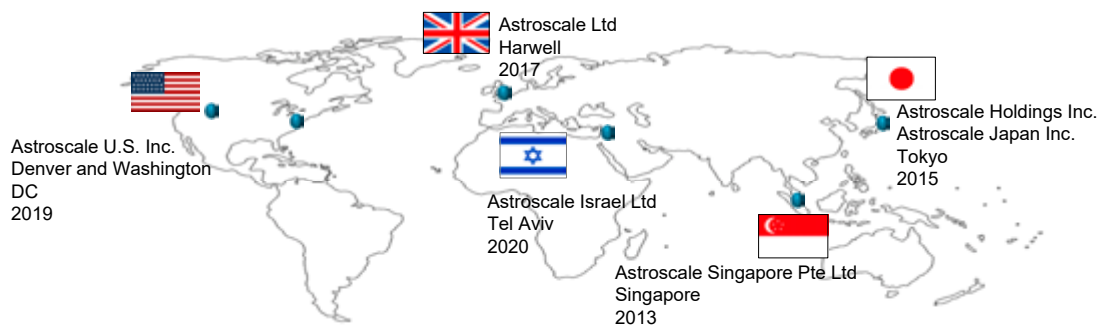 Astroscale Ltd
Harwell
2017
Astroscale U.S. Inc.
Denver and Washington
DC
2019
Astroscale Israel Ltd
Tel Aviv
2020
Astroscale Holdings Inc.
Astroscale Japan Inc.
Tokyo
2015
Astroscale Singapore Pte Ltd
Singapore
2013